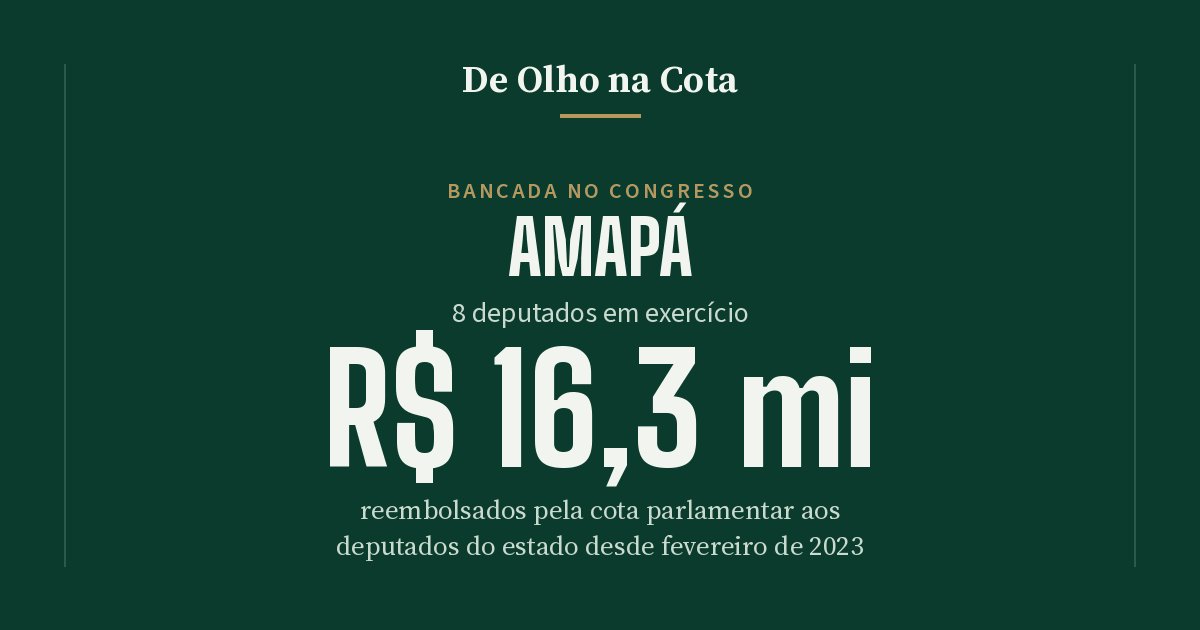 De Olho na Cota
BANCADA NO CONGRESSO
AMAPÁ
8 deputados em exercício
R$ 16,3 mi
reembolsados pela cota parlamentar aos
deputados do estado desde fevereiro de 2023